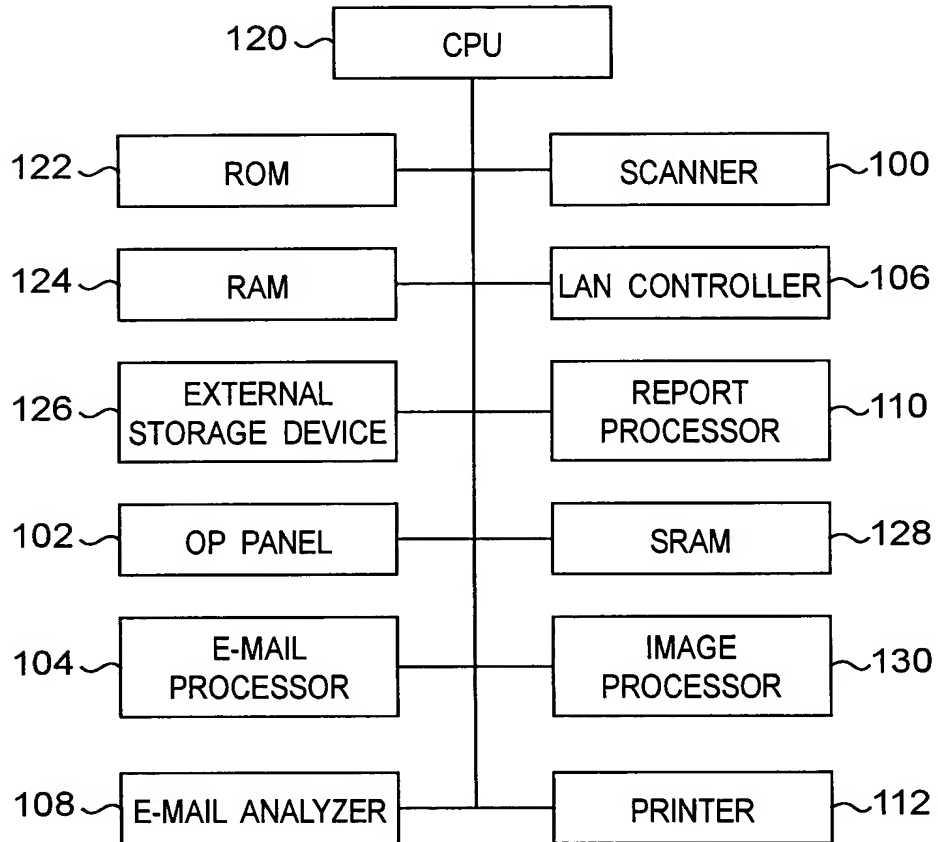 120 CPU
122 ROM SCANNER 100
124 RAM LAN CONTROLLER 106
126 EXTERNAL STORAGE DEVICE REPORT PROCESSOR 110
102 OP PANEL SRAM 128
104 E-MAIL PROCESSOR IMAGE PROCESSOR 130
108 E-MAIL ANALYZER PRINTER 112